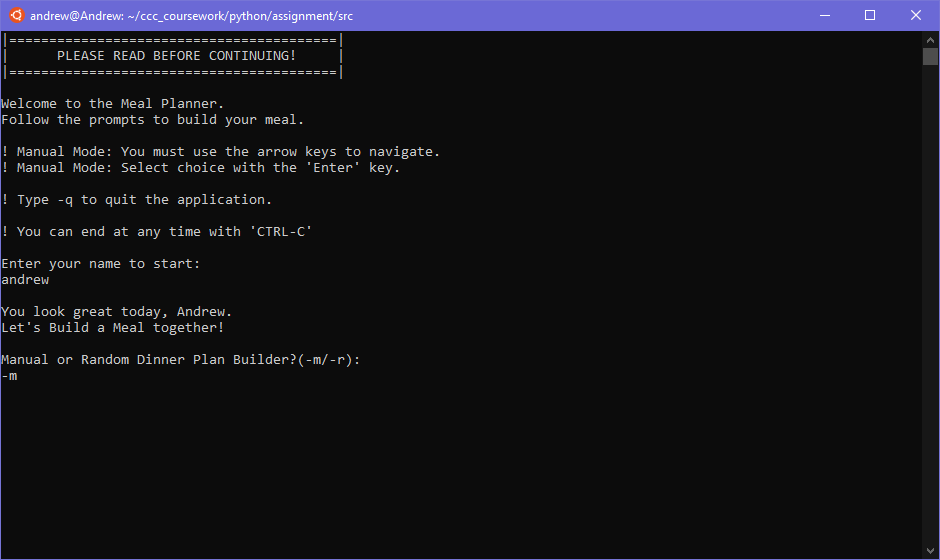 andrew@Andrew: ~/ccc_coursework/python/assignment/src
|=========================================|
|      PLEASE READ BEFORE CONTINUING!     |
|=========================================|
Welcome to the Meal Planner.
Follow the prompts to build your meal.
! Manual Mode: You must use the arrow keys to navigate.
! Manual Mode: Select choice with the 'Enter' key.
! Type -q to quit the application.
! You can end at any time with 'CTRL-C'
Enter your name to start:
andrew
You look great today, Andrew.
Let's Build a Meal together!
Manual or Random Dinner Plan Builder?(-m/-r):
-m